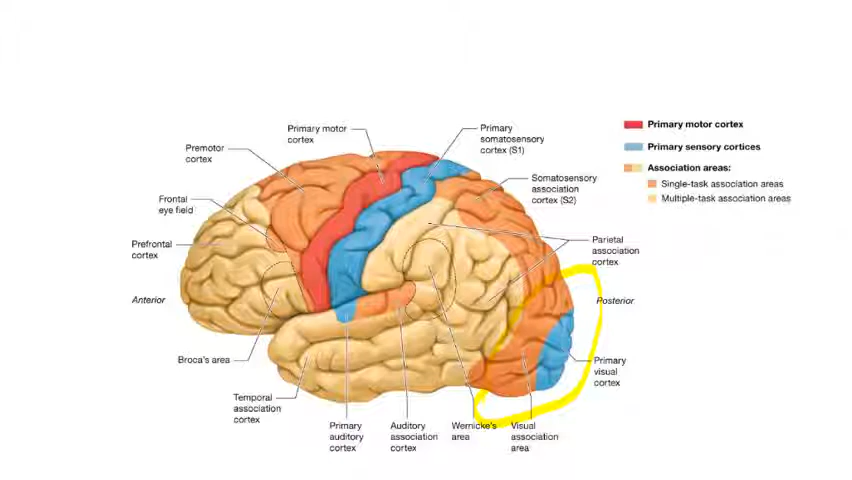 Primary motor
cortex
Primary
somatosensory
cortex (S1)
Premotor
cortex
Somatosensory
association
cortex (S2)
Frontal
eye field
Prefrontal
cortex
Parietal
association
cortex
Anterior
Posterior
Broca's area
Primary
visual
cortex
Temporal
association
cortex
Primary
auditory
cortex
Auditory
association
cortex
Wernicke's
area
Visual
association
area
Primary motor cortex
Primary sensory cortices
Association areas:
Single-task association areas
Multiple-task association areas